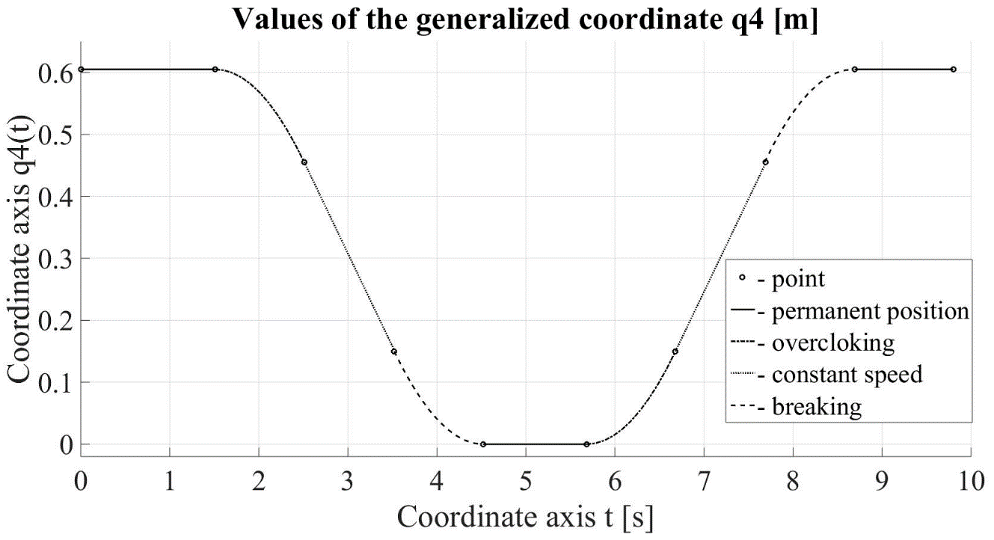 Values of the generalized coordinate q4 [m]
Coordinate axis q4(t)
0.6
0.5
0.4
0.3
0.2
0.1
0
0 1 2 3 4 5 6 7 8 9 10
Coordinate axis t [s]
- point
- permanent position
- overcloking
- constant speed
- breaking